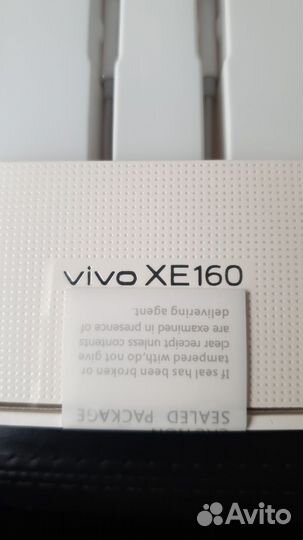 vivo XE160
CAUTION
SEALED PACKAGE
If seal has been broken or
tampered with,do not give
clear receipt unless contents
are examined in presence of
delivering agent.
Avito